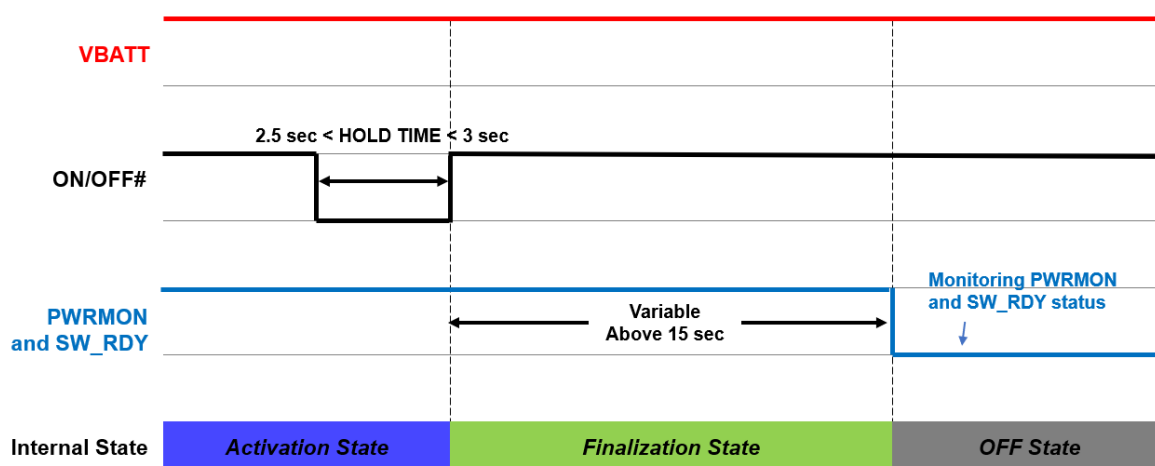 VBATT
2.5 sec < HOLD TIME < 3 sec
ON/OFF#
PWRMON
and SW_RDY
Variable
Above 15 sec
Monitoring PWRMON
and SW_RDY status
Internal State
Activation State
Finalization State
OFF State